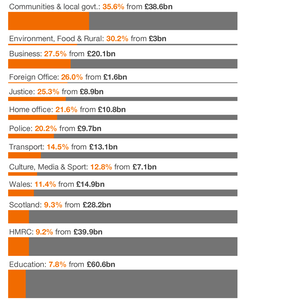 Communities & local govt.: 35.6% from £38.6bn
Environment, Food & Rural: 30.2% from £3bn
Business: 27.5% from £20.1bn
Foreign Office: 26.0% from £1.6bn
Justice: 25.3% from £8.9bn
Home office: 21.6% from £10.8bn
Police: 20.2% from £9.7bn
Transport: 14.5% from £13.1bn
Culture, Media & Sport: 12.8% from £7.1bn
Wales: 11.4% from £14.9bn
Scotland: 9.3% from £28.2bn
HMRC: 9.2% from £39.9bn
Education: 7.8% from £60.6bn